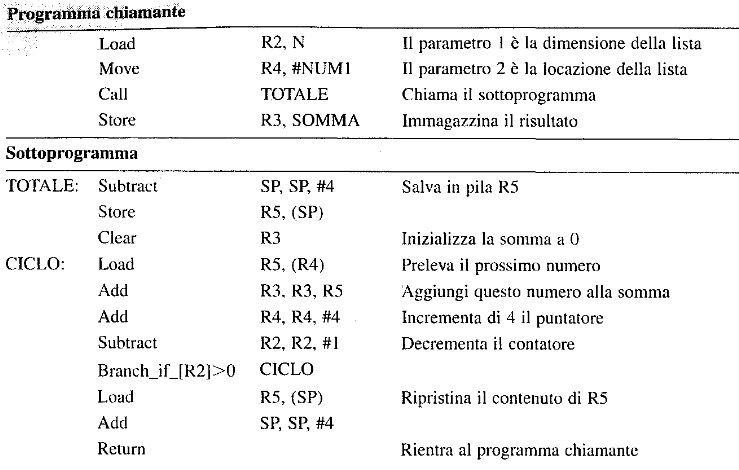 Programma chiamante
Load R2, N Il parametro 1 è la dimensione della lista
Move R4, #NUM1 Il parametro 2 è la locazione della lista
Call TOTALE Chiama il sottoprogramma
Store R3, SOMMA Immagazzina il risultato
Sottoprogramma
TOTALE: Subtract SP, SP, #4 Salva in pila R5
Store R5, (SP)
Clear R3 Inizializza la somma a 0
CICLO: Load R5, (R4) Preleva il prossimo numero
Add R3, R3, R5 Aggiungi questo numero alla somma
Add R4, R4, #4 Incrementa di 4 il puntatore
Subtract R2, R2, #1 Decrementa il contatore
Branch_if_[R2]>0 CICLO
Load R5, (SP) Ripristina il contenuto di R5
Add SP, SP, #4
Return Rientra al programma chiamante